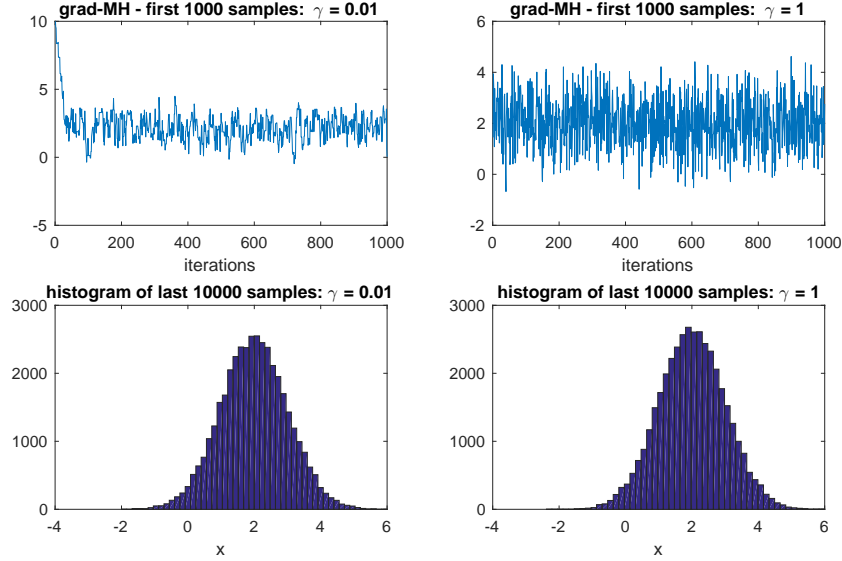 grad-MH - first 1000 samples: γ = 0.01
10
5
0
-5
0 200 400 600 800 1000
iterations
grad-MH - first 1000 samples: γ = 1
6
4
2
0
-2
0 200 400 600 800 1000
iterations
histogram of last 10000 samples: γ = 0.01
3000
2000
1000
0
-4 -2 0 2 4 6
x
histogram of last 10000 samples: γ = 1
3000
2000
1000
0
-4 -2 0 2 4 6
x